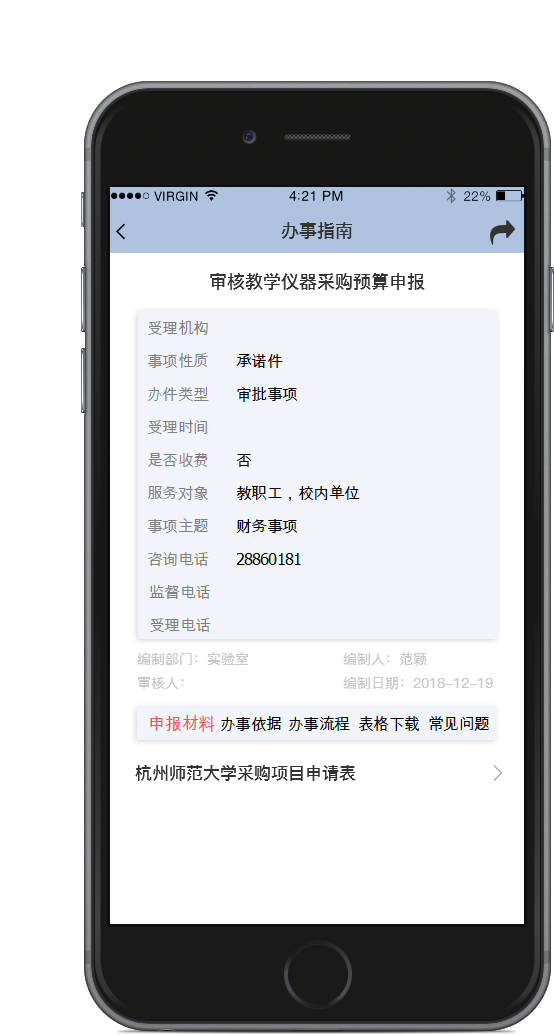 VIRGIN 4:21 PM 22%
办事指南
审核教学仪器采购预算申报
受理机构
事项性质 承诺件
办件类型 审批事项
受理时间
是否收费 否
服务对象 教职工，校内单位
事项主题 财务事项
咨询电话 28860181
监督电话
受理电话
编制部门：实验室 编制人：范颖
审核人： 编制日期：2018-12-19
申报材料 办事依据 办事流程 表格下载 常见问题
杭州师范大学采购项目申请表